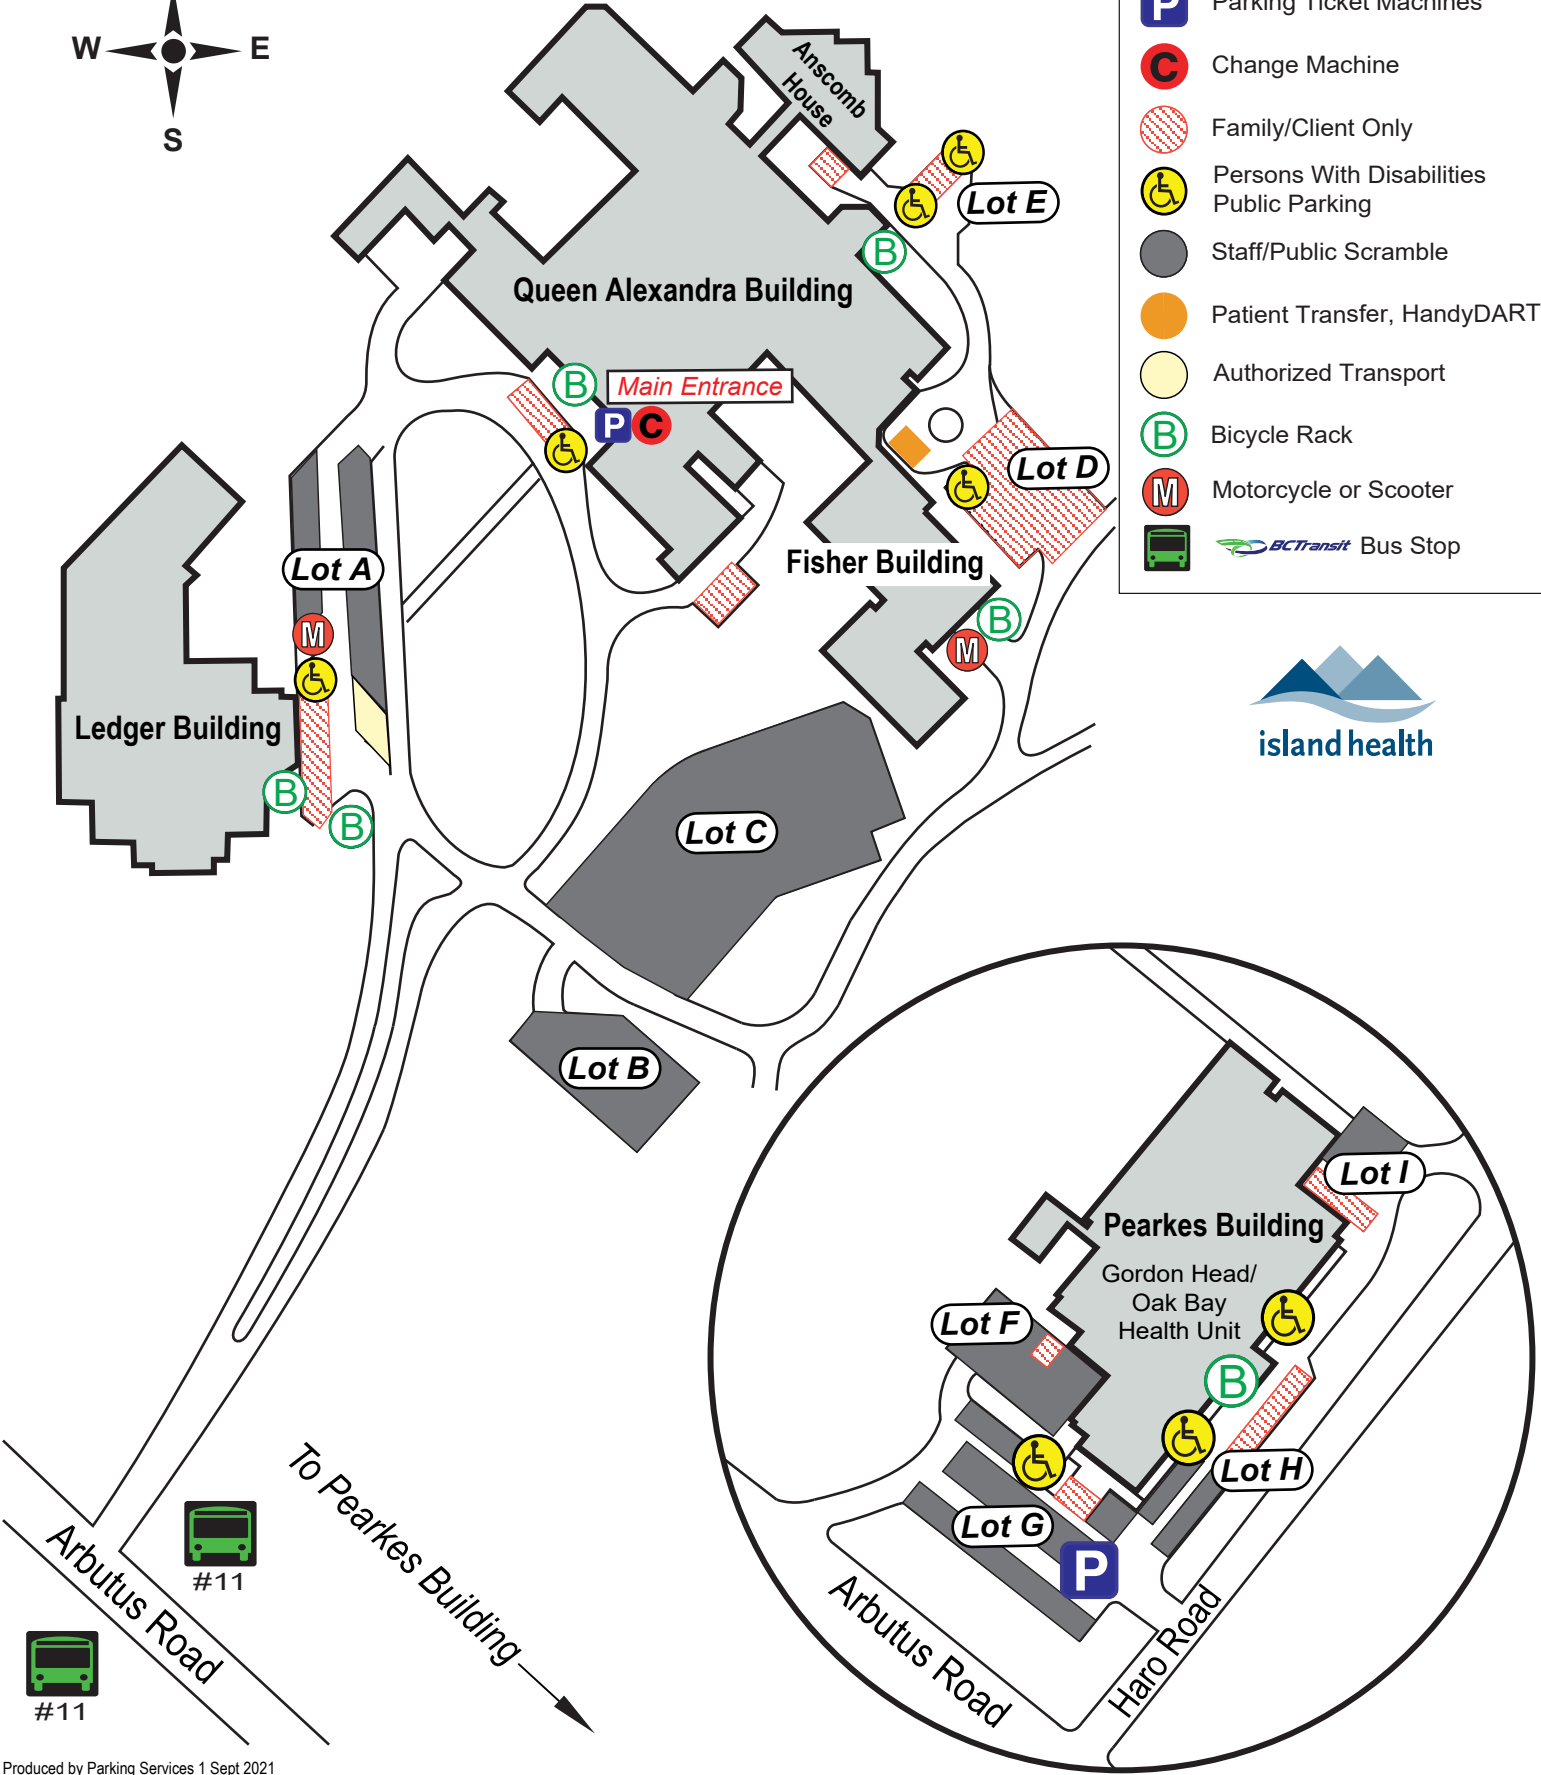 W
E
S
Parking Ticket Machines
P
C
Change Machine
Family/Client Only
Persons With Disabilities
Public Parking
Staff/Public Scramble
Patient Transfer, HandyDART
Authorized Transport
B
Bicycle Rack
M
Motorcycle or Scooter
BCTransit Bus Stop
island health
Anscomb
House
Lot E
B
Queen Alexandra Building
B
Main Entrance
P
C
Lot D
Lot A
Fisher Building
B
M
M
Ledger Building
B
B
Lot C
Lot B
Lot I
Pearkes Building
Gordon Head/
Oak Bay
Health Unit
Lot F
B
Lot H
Lot G
P
Arbutus Road
Haro Road
To Pearkes Building
#11
Arbutus Road
#11
Produced by Parking Services 1 Sept 2021